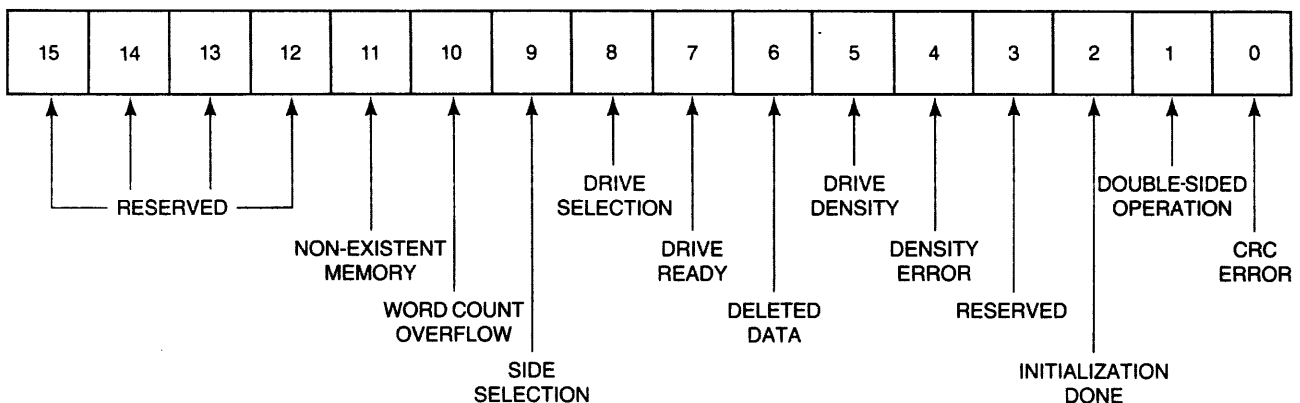 15 14 13 12 11 10 9 8 7 6 5 4 3 2 1 0
RESERVED
NON-EXISTENT
MEMORY
WORD COUNT
OVERFLOW
SIDE
SELECTION
DRIVE
SELECTION
DRIVE
READY
DELETED
DATA
DRIVE
DENSITY
DENSITY
ERROR
RESERVED
INITIALIZATION
DONE
DOUBLE-SIDED
OPERATION
CRC
ERROR